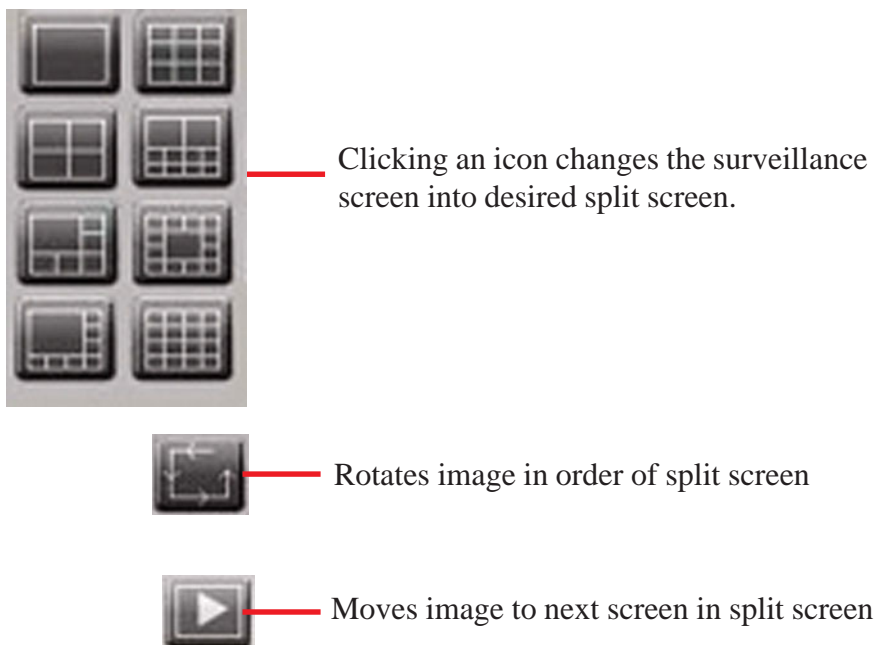 Clicking an icon changes the surveillance
screen into desired split screen.
Rotates image in order of split screen
Moves image to next screen in split screen